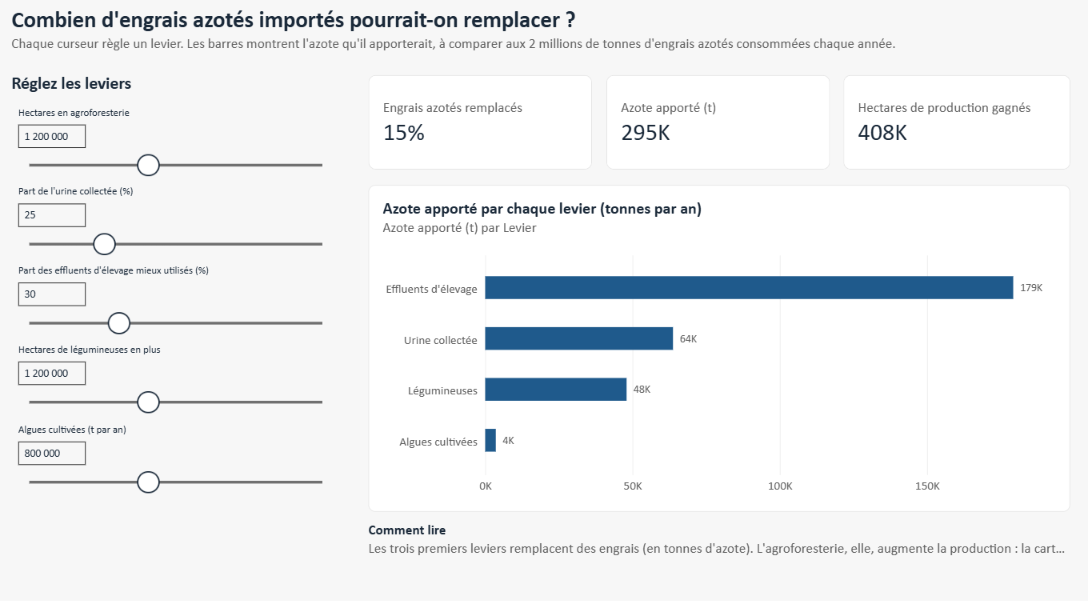 Combien d'engrais azotés importés pourrait-on remplacer ?
Chaque curseur règle un levier. Les barres montrent l'azote qu'il apporterait, à comparer aux 2 millions de tonnes d'engrais azotés consommées chaque année.
Réglez les leviers
Hectares en agroforesterie
1 200 000
Part de l'urine collectée (%)
25
Part des effluents d'élevage mieux utilisés (%)
30
Hectares de légumineuses en plus
1 200 000
Algues cultivées (t par an)
800 000
Engrais azotés remplacés
15%
Azote apporté (t)
295K
Hectares de production gagnés
408K
Azote apporté par chaque levier (tonnes par an)
Azote apporté (t) par Levier
Effluents d'élevage
179K
Urine collectée
64K
Légumineuses
48K
Algues cultivées
4K
0K
50K
100K
150K
Comment lire
Les trois premiers leviers remplacent des engrais (en tonnes d'azote). L'agroforesterie, elle, augmente la production : la cart...